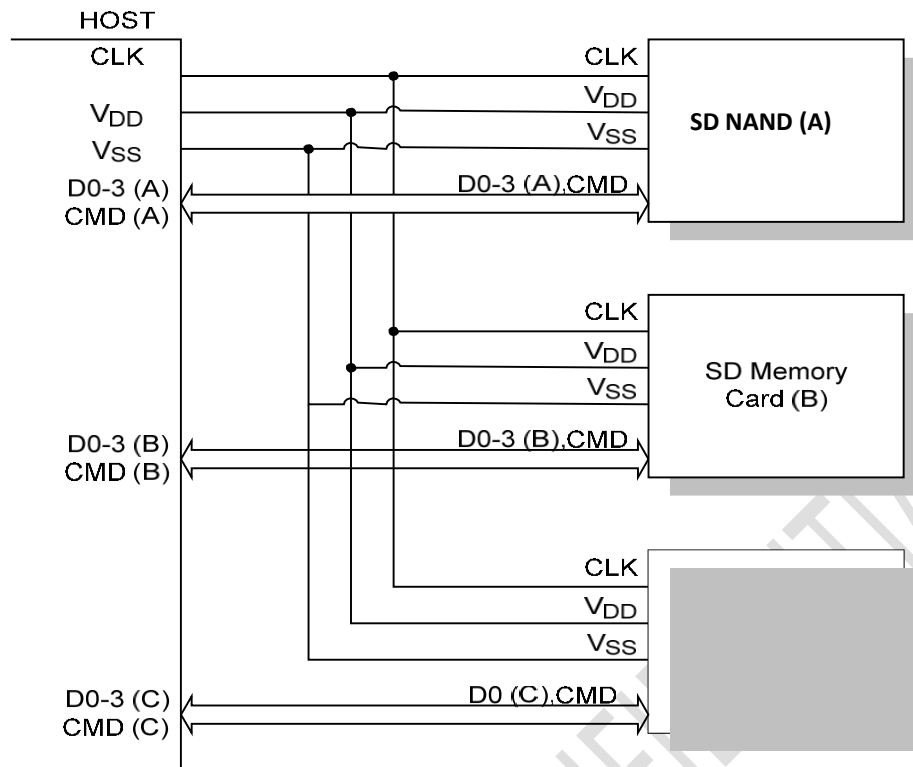 HOST
CLK
VDD
VSS
D0-3 (A)
CMD (A)
CLK
VDD
VSS
D0-3 (A),CMD
SD NAND (A)
CLK
VDD
VSS
D0-3 (B)
CMD (B)
D0-3 (B),CMD
SD Memory
Card (B)
CLK
VDD
VSS
D0-3 (C)
CMD (C)
D0 (C),CMD